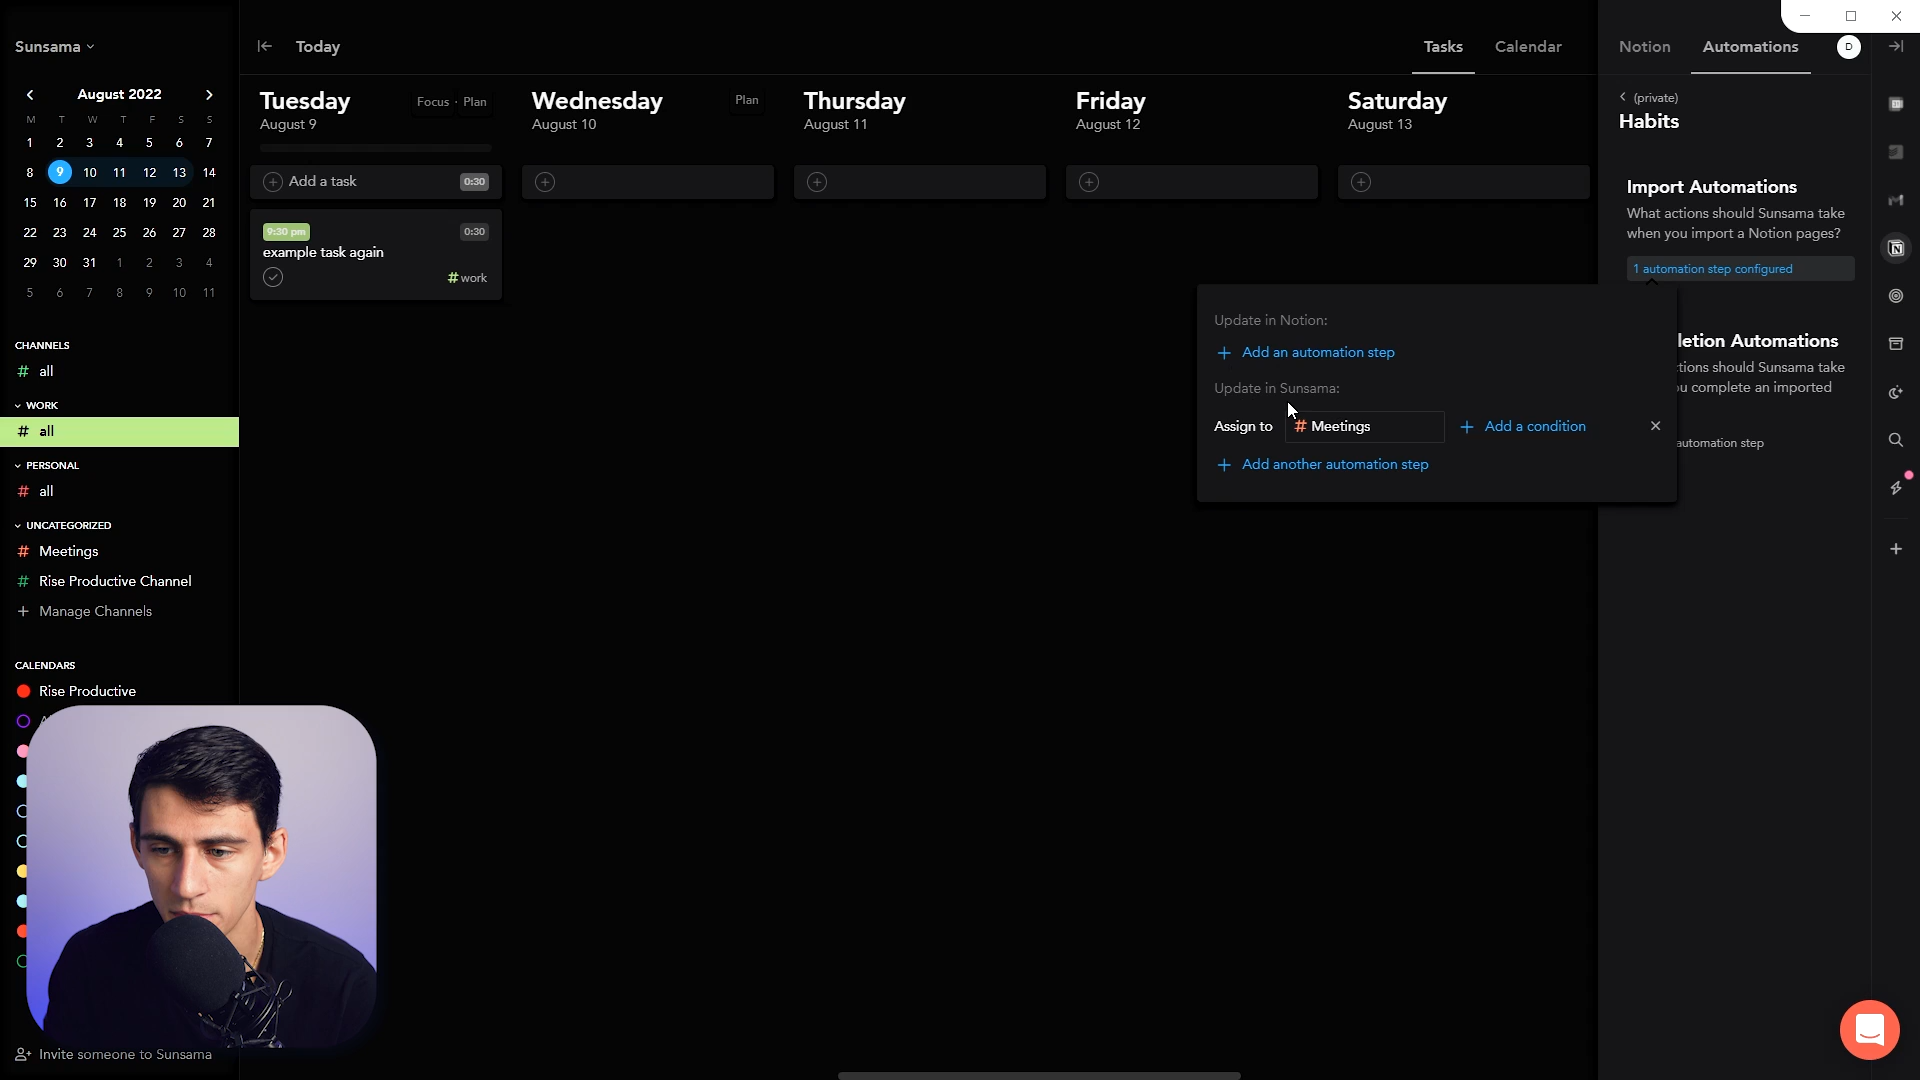 Sunsama
August 2022
M T W T F S S
1 2 3 4 5 6 7
8 9 10 11 12 13 14
15 16 17 18 19 20 21
22 23 24 25 26 27 28
29 30 31 1 2 3 4
5 6 7 8 9 10 11
CHANNELS
# all
WORK
# all
PERSONAL
# all
UNCATEGORIZED
# Meetings
# Rise Productive Channel
+ Manage Channels
CALENDARS
Rise Productive
Invite someone to Sunsama
Today
Tasks
Calendar
Tuesday
August 9
Focus · Plan
+ Add a task 0:30
9:30 pm 0:30
example task again
# work
Wednesday
August 10
Plan
Thursday
August 11
Friday
August 12
Saturday
August 13
Update in Notion:
+ Add an automation step
Update in Sunsama:
Assign to # Meetings + Add a condition
+ Add another automation step
Notion
Automations
D
(private)
Habits
Import Automations
What actions should Sunsama take
when you import a Notion pages?
1 automation step configured
letion Automations
tions should Sunsama take
u complete an imported
automation step